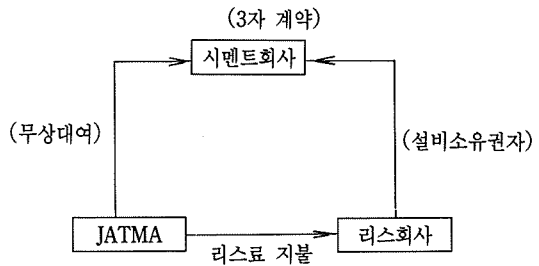 (3자 계약)
시멘트회사
(무상대여)
(설비소유권자)
JATMA
리스회사
리스료 지불